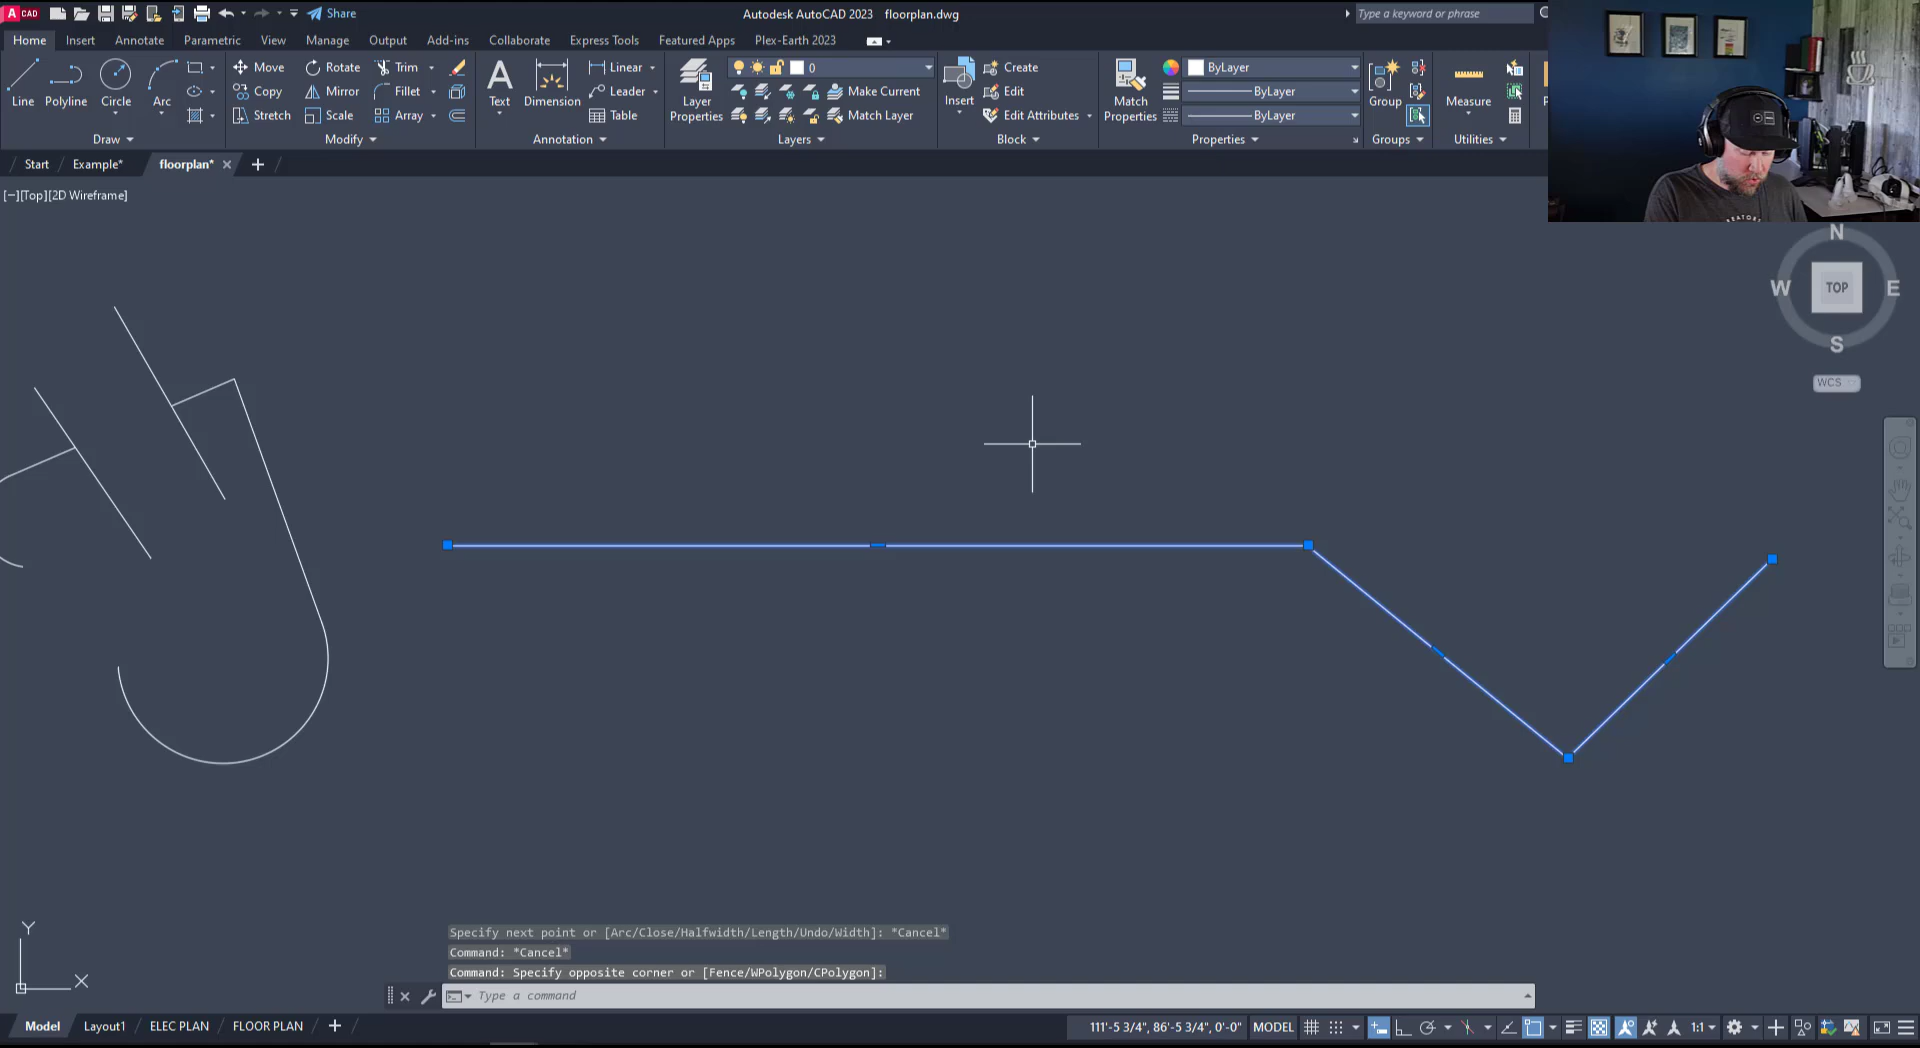 A CAD Share Autodesk AutoCAD 2023 floorplan.dwg Type a keyword or phrase
Home Insert Annotate Parametric View Manage Output Add-ins Collaborate Express Tools Featured Apps Plex-Earth 2023
Line Polyline Circle Arc
Move Rotate Trim
Copy Mirror Fillet
Stretch Scale Array
Text Dimension
Linear
Leader
Table
Layer Properties
0
Make Current
Match Layer
Insert
Create
Edit
Edit Attributes
Match Properties
ByLayer
ByLayer
ByLayer
Group
Measure
Draw Modify Annotation Layers Block Properties Groups Utilities
Start Example* floorplan*
[−][Top][2D Wireframe]
N
W TOP E
S
WCS
Y
X
Specify next point or [Arc/Close/Halfwidth/Length/Undo/Width]: *Cancel*
Command: *Cancel*
Command: Specify opposite corner or [Fence/WPolygon/CPolygon]:
Type a command
Model Layout1 ELEC PLAN FLOOR PLAN 111'-5 3/4", 86'-5 3/4", 0'-0" MODEL 1:1